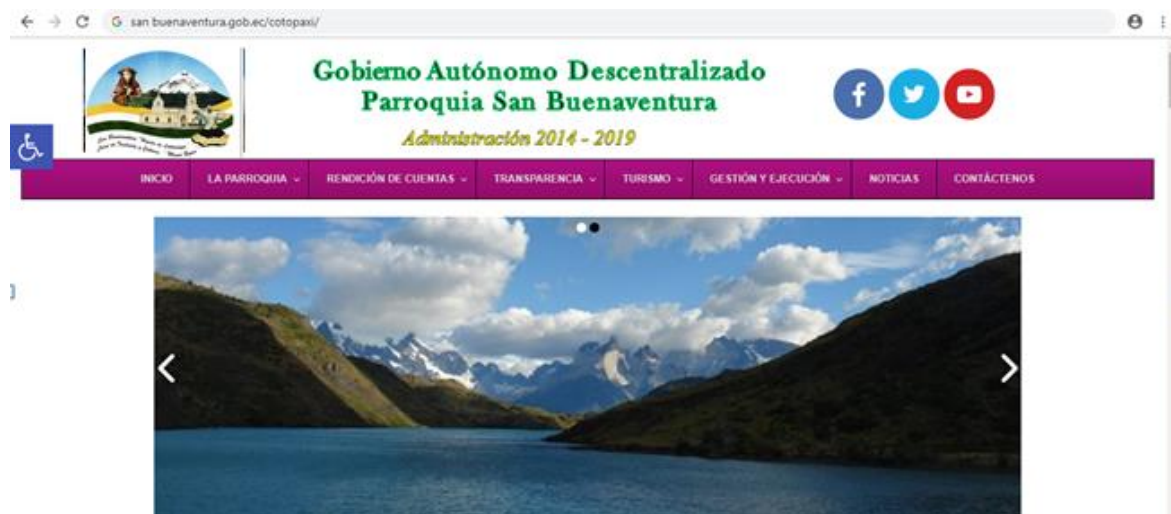 san buenaventura.gob.ec/cotopaxi/
Gobierno Autónomo Descentralizado
Parroquia San Buenaventura
Administración 2014 - 2019
INICIO LA PARROQUIA RENDICIÓN DE CUENTAS TRANSPARENCIA TURISMO GESTIÓN Y EJECUCIÓN NOTICIAS CONTÁCTENOS